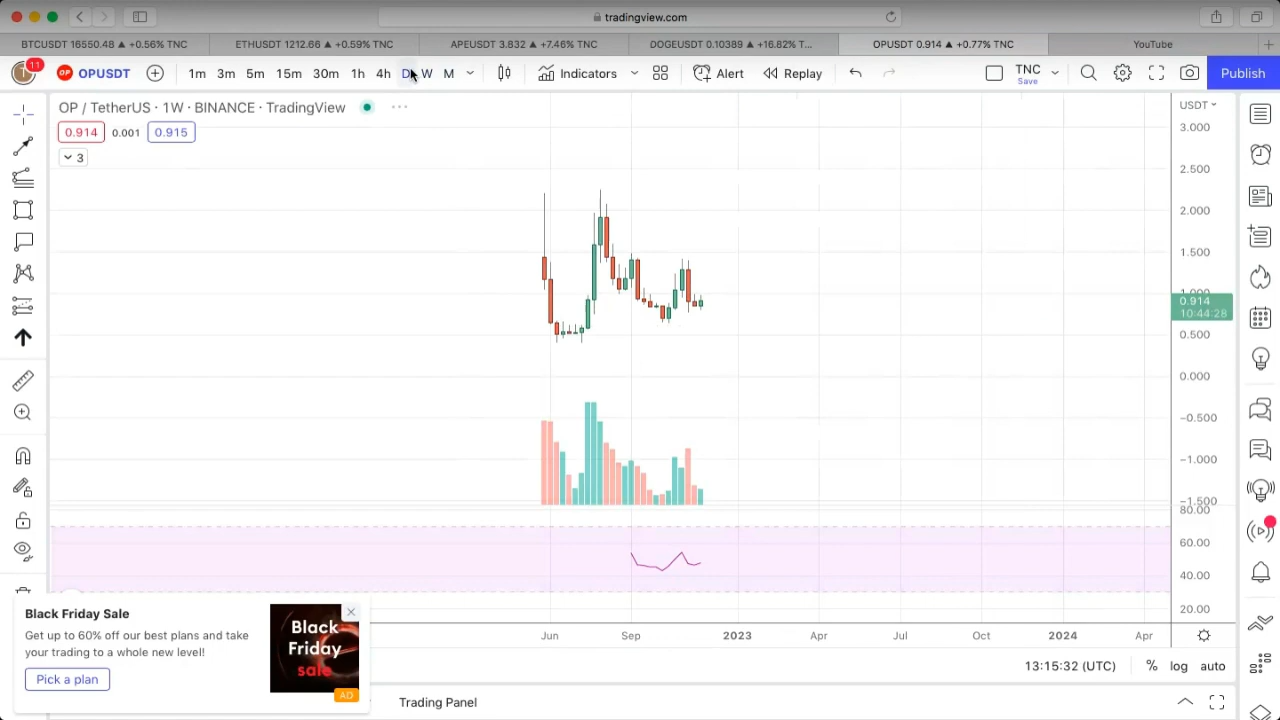 tradingview.com
BTCUSDT 16550.48 ▲ +0.56% TNC
ETHUSDT 1212.66 ▲ +0.59% TNC
APEUSDT 3.832 ▲ +7.46% TNC
DOGEUSDT 0.10389 ▲ +16.82% T...
OPUSDT 0.914 ▲ +0.77% TNC
YouTube
T 11 OP OPUSDT 1m 3m 5m 15m 30m 1h 4h D W M Indicators Alert Replay TNC Save Publish
OP / TetherUS · 1W · BINANCE · TradingView
0.914 0.001 0.915
3
USDT
3.000
2.500
2.000
1.500
1.000
0.914
10:44:28
0.500
0.000
−0.500
−1.000
−1.500
80.00
60.00
40.00
20.00
Jun Sep 2023 Apr Jul Oct 2024 Apr
Black Friday Sale
Get up to 60% off our best plans and take
your trading to a whole new level!
Pick a plan
Black
Friday
sale
AD
13:15:32 (UTC) % log auto
Trading Panel